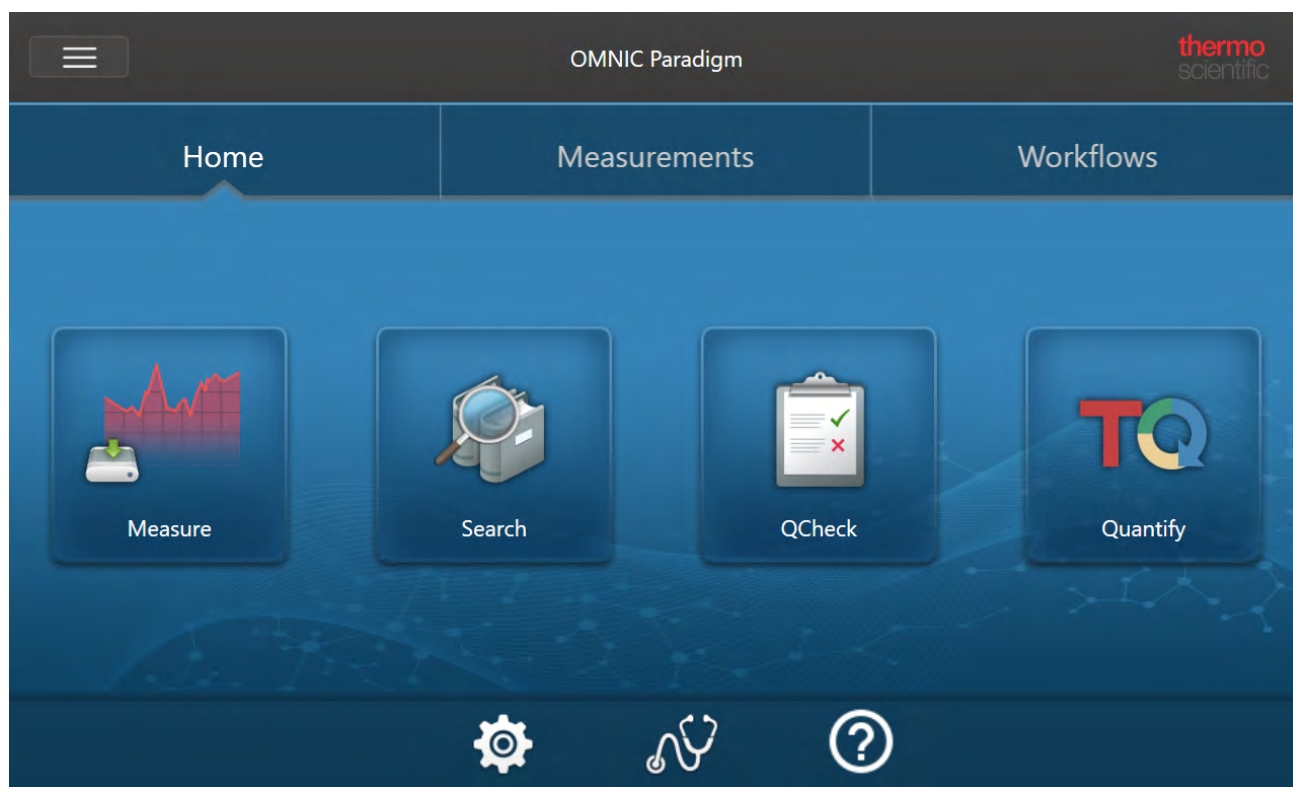 OMNIC Paradigm
thermo
scientific
Home
Measurements
Workflows
Measure
Search
QCheck
TQ
Quantify
?